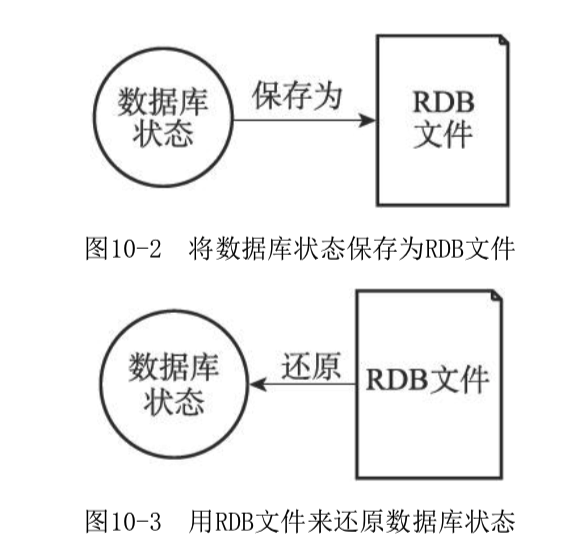 数据库
状态
保存为
RDB
文件
图10-2 将数据库状态保存为RDB文件
数据库
状态
还原
RDB文件
图10-3 用RDB文件来还原数据库状态